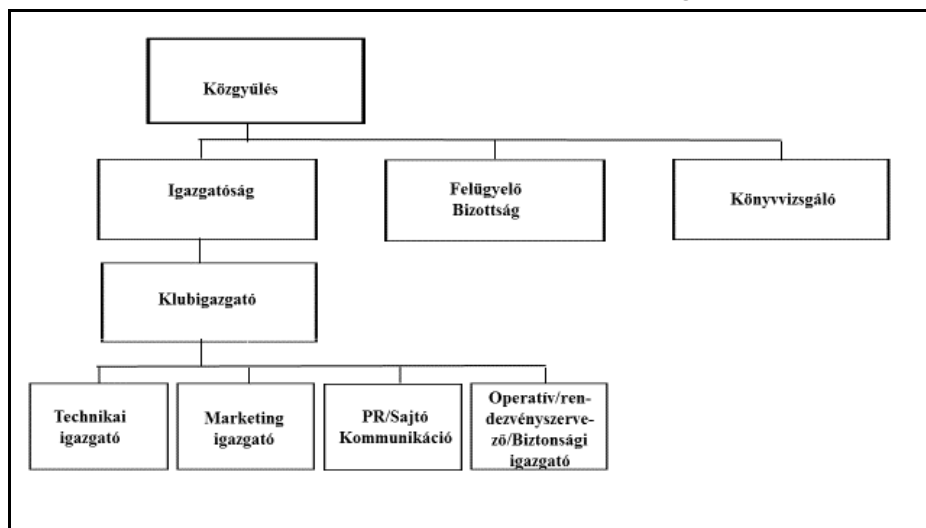 Közgyűlés
Igazgatóság
Felügyelő
Bizottság
Könyvvizsgáló
Klubigazgató
Technikai
igazgató
Marketing
igazgató
PR/Sajtó
Kommunikáció
Operatív/ren-
dezvényszerve-
ző/Biztonsági
igazgató